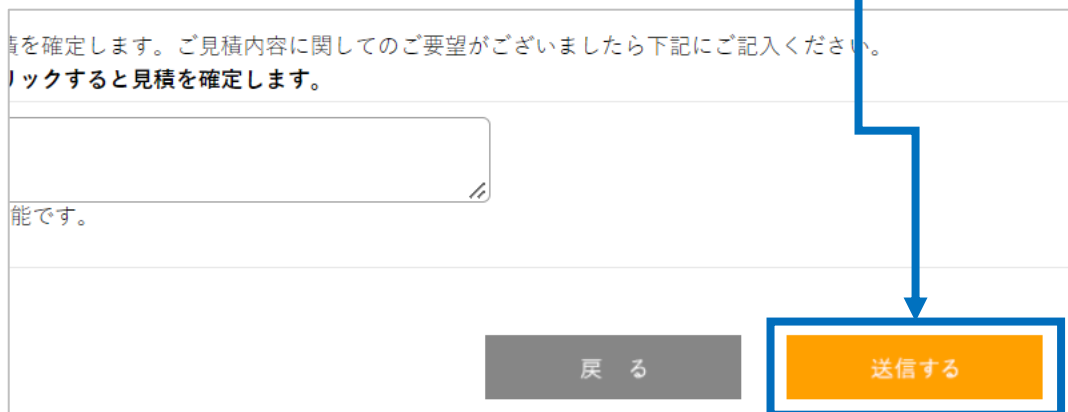 を確定します。ご見積内容に関してのご要望がございましたら下記にご記入ください。
リックすると見積を確定します。
能です。
戻 る
送信する